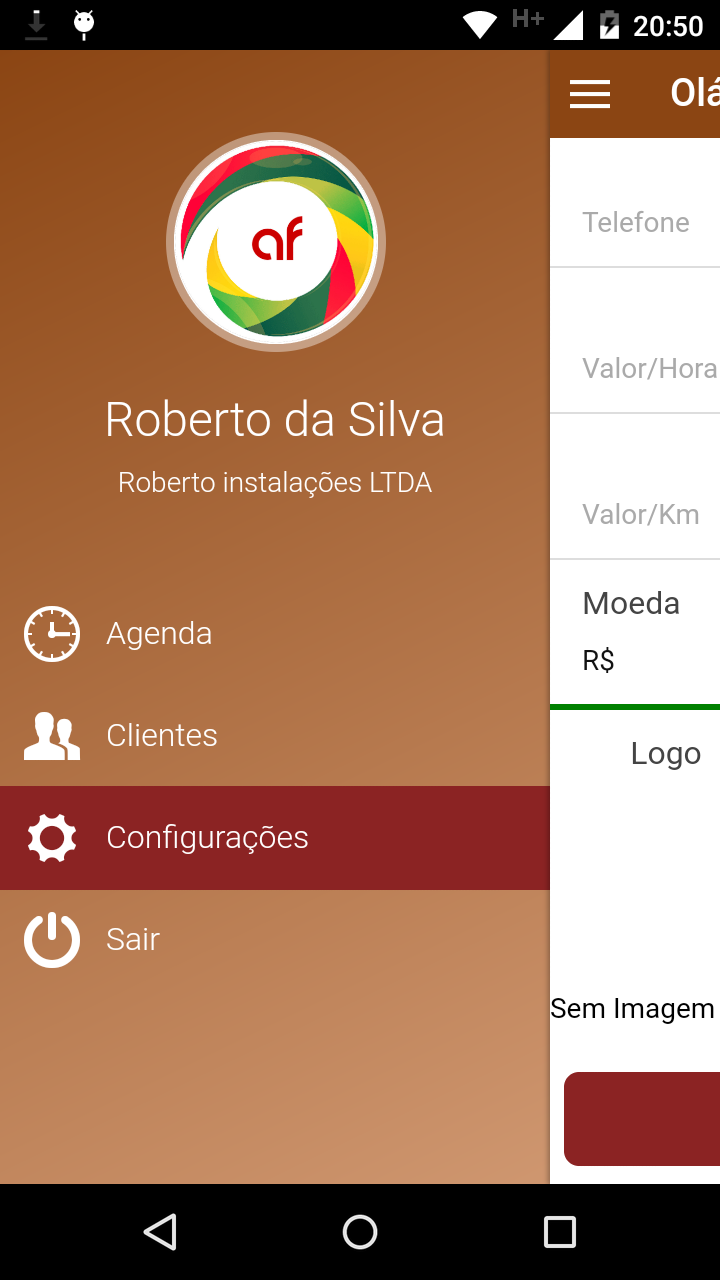 H+ 20:50
af
Roberto da Silva
Roberto instalações LTDA
Agenda
Clientes
Configurações
Sair
Olá
Telefone
Valor/Hora
Valor/Km
Moeda
R$
Logo
Sem Imagem